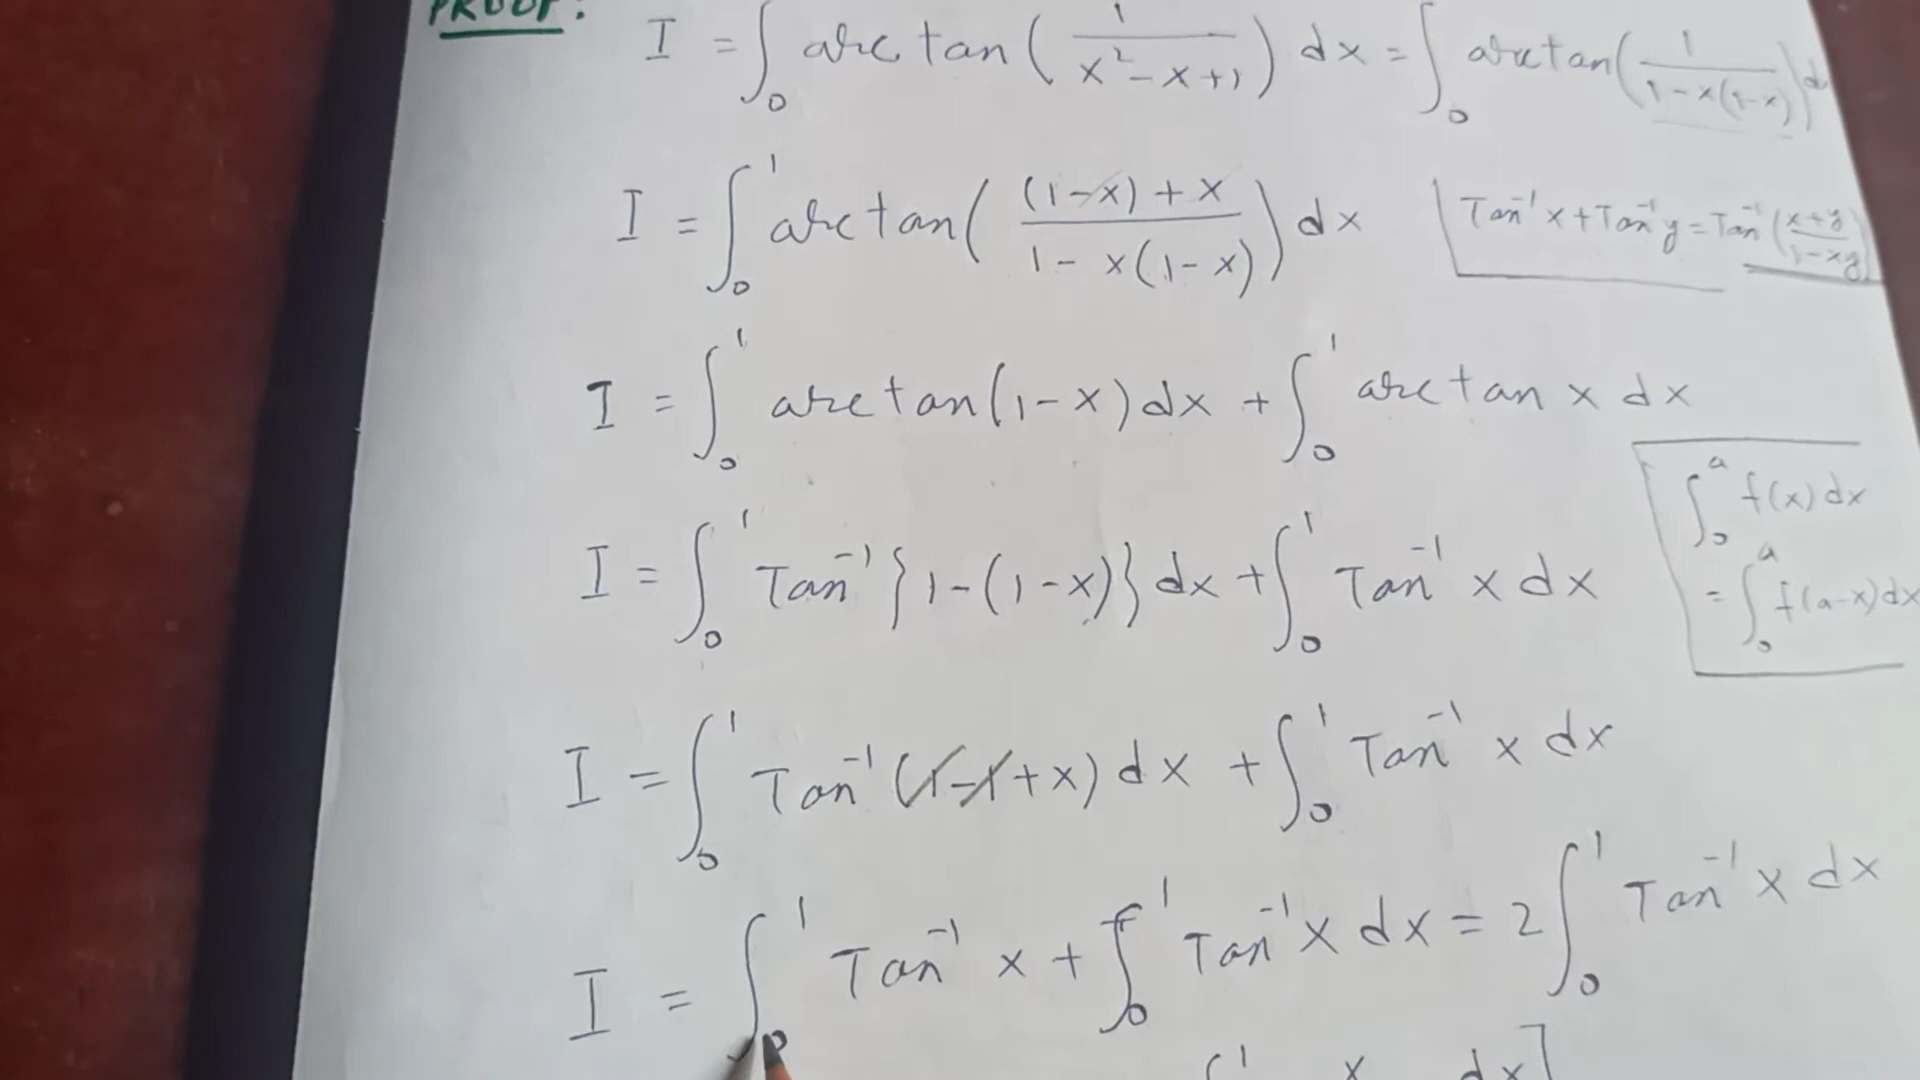 PROOF:
I = ∫₀ arctan(1/(x²-x+1)) dx = ∫₀ arctan(1/(1-x(1-x))) d
I = ∫₀¹ arctan(((1-x)+x)/(1-x(1-x))) dx
Tan⁻¹x+Tan⁻¹y=Tan⁻¹((x+y)/(1-xy))
I = ∫₀¹ arctan(1-x)dx + ∫₀¹ arctan x dx
∫₀ᵃ f(x)dx
= ∫₀ᵃ f(a-x)dx
I = ∫₀¹ Tan⁻¹{1-(1-x)}dx + ∫₀¹ Tan⁻¹ x dx
I = ∫₀¹ Tan⁻¹(1-1+x)dx + ∫₀¹ Tan⁻¹ x dx
I = ∫₀¹ Tan⁻¹ x + ∫₀¹ Tan⁻¹x dx = 2∫₀¹ Tan⁻¹x dx